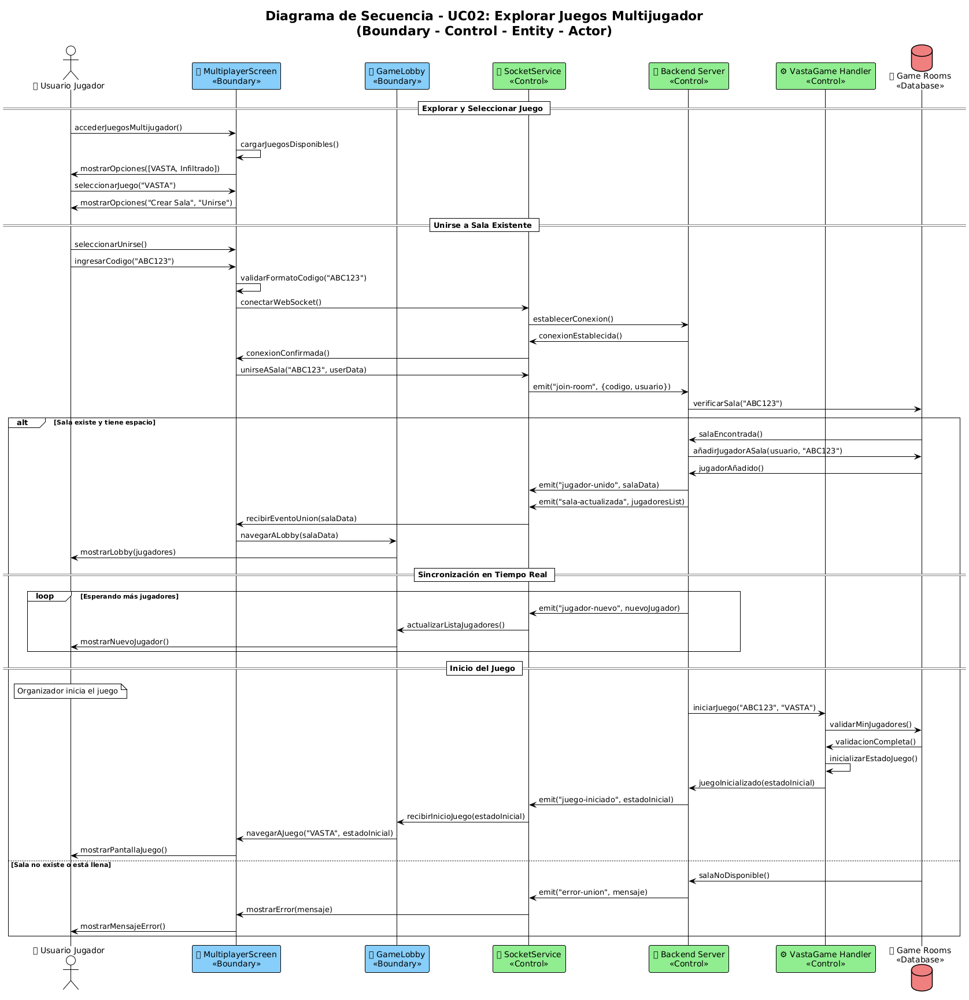 Diagrama de Secuencia - UC02: Explorar Juegos Multijugador
(Boundary - Control - Entity - Actor)
Usuario Jugador
MultiplayerScreen
«Boundary»
GameLobby
«Boundary»
SocketService
«Control»
Backend Server
«Control»
⚙ VastaGame Handler
«Control»
Game Rooms
«Database»
Explorar y Seleccionar Juego
accederJuegosMultijugador()
cargarJuegosDisponibles()
mostrarOpciones([VASTA, Infiltrado])
seleccionarJuego("VASTA")
mostrarOpciones("Crear Sala", "Unirse")
Unirse a Sala Existente
seleccionarUnirse()
ingresarCodigo("ABC123")
validarFormatoCodigo("ABC123")
conectarWebSocket()
establecerConexion()
conexionEstablecida()
conexionConfirmada()
unirseASala("ABC123", userData)
emit("join-room", {codigo, usuario})
verificarSala("ABC123")
alt [Sala existe y tiene espacio]
salaEncontrada()
añadirJugadorASala(usuario, "ABC123")
jugadorAñadido()
emit("jugador-unido", salaData)
emit("sala-actualizada", jugadoresList)
recibirEventoUnion(salaData)
navegarALobby(salaData)
mostrarLobby(jugadores)
Sincronización en Tiempo Real
loop [Esperando más jugadores]
emit("jugador-nuevo", nuevoJugador)
actualizarListaJugadores()
mostrarNuevoJugador()
Inicio del Juego
Organizador inicia el juego
iniciarJuego("ABC123", "VASTA")
validarMinJugadores()
validacionCompleta()
inicializarEstadoJuego()
juegoInicializado(estadoInicial)
emit("juego-iniciado", estadoInicial)
recibirInicioJuego(estadoInicial)
navegarAJuego("VASTA", estadoInicial)
mostrarPantallaJuego()
[Sala no existe o está llena]
salaNoDisponible()
emit("error-union", mensaje)
mostrarError(mensaje)
mostrarMensajeError()
Usuario Jugador
MultiplayerScreen
«Boundary»
GameLobby
«Boundary»
SocketService
«Control»
Backend Server
«Control»
⚙ VastaGame Handler
«Control»
Game Rooms
«Database»